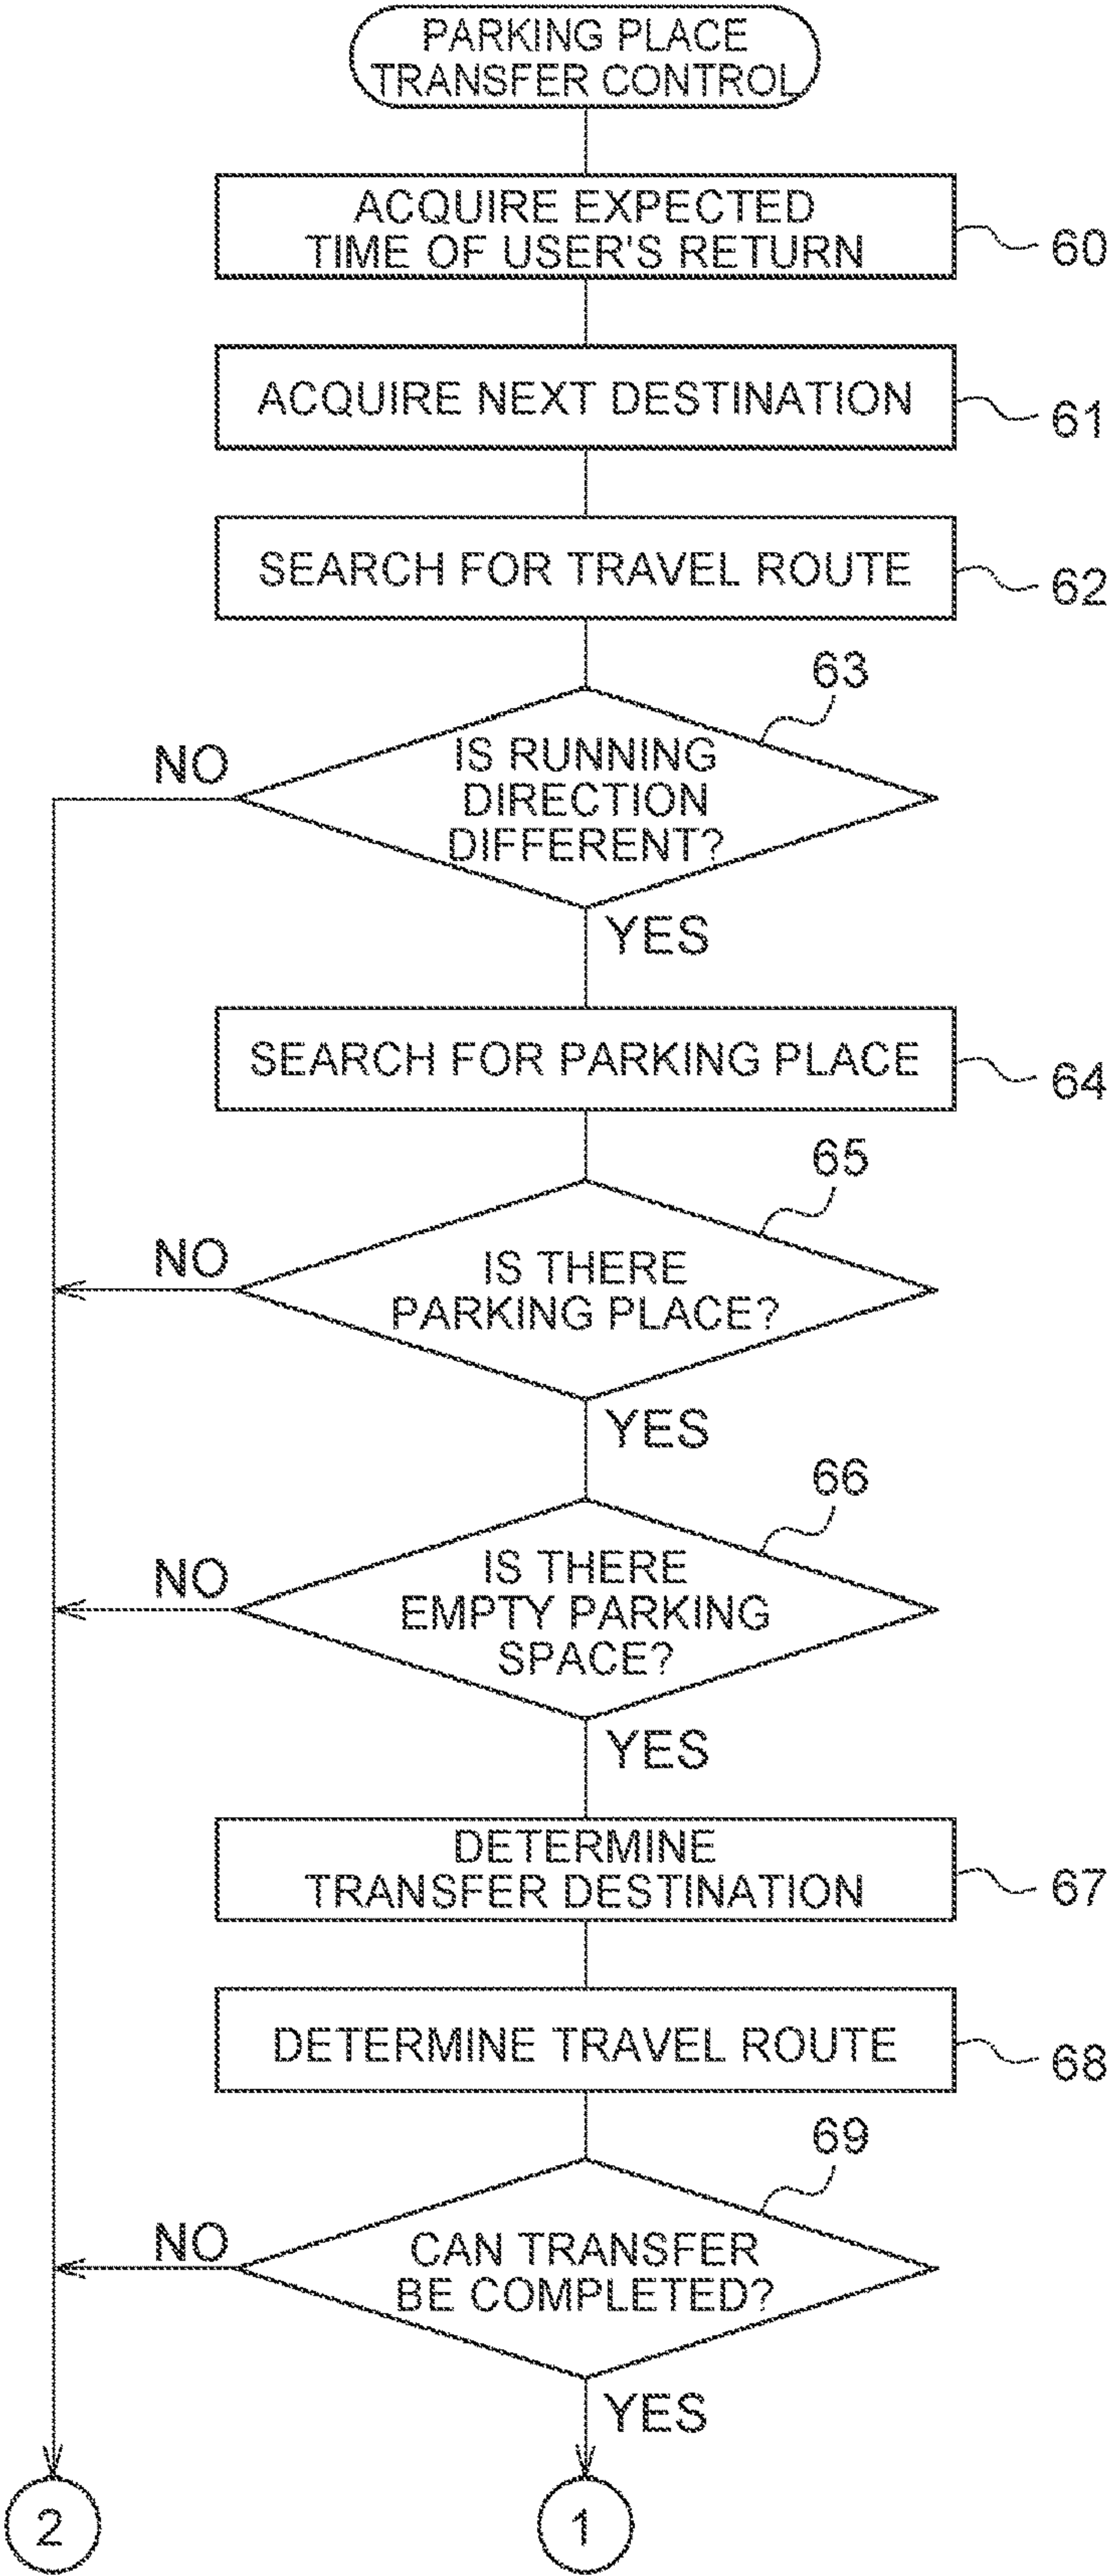 PARKING PLACE
TRANSFER CONTROL
ACQUIRE EXPECTED
TIME OF USER'S RETURN
60
ACQUIRE NEXT DESTINATION
61
SEARCH FOR TRAVEL ROUTE
62
63
NO
IS RUNNING
DIRECTION
DIFFERENT?
YES
SEARCH FOR PARKING PLACE
64
65
NO
IS THERE
PARKING PLACE?
YES
66
NO
IS THERE
EMPTY PARKING
SPACE?
YES
DETERMINE
TRANSFER DESTINATION
67
DETERMINE TRAVEL ROUTE
68
69
NO
CAN TRANSFER
BE COMPLETED?
YES
2
1